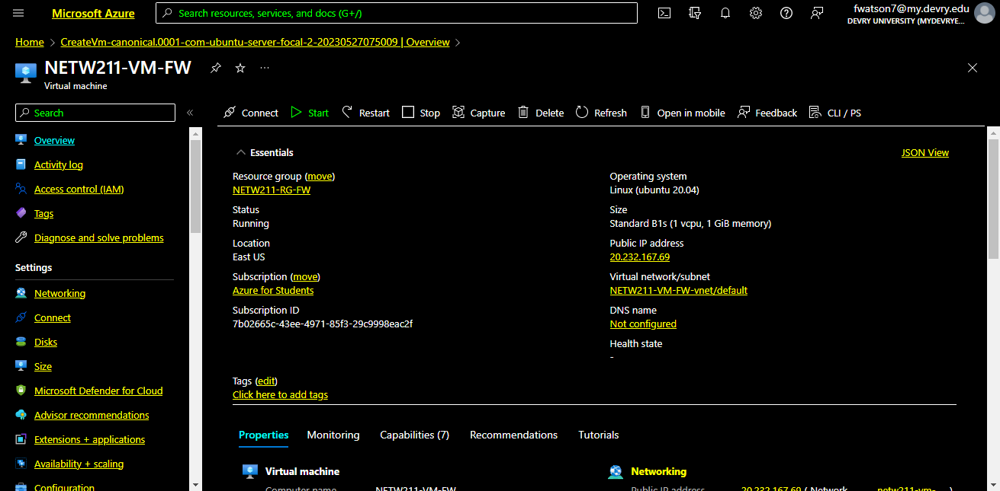 Microsoft Azure
Search resources, services, and docs (G+/)
fwatson7@my.devry.edu
DEVRY UNIVERSITY (MYDEVRYE...
Home > CreateVm-canonical.0001-com-ubuntu-server-focal-2-20230527075009 | Overview >
NETW211-VM-FW
Virtual machine
Search
Connect Start Restart Stop Capture Delete Refresh Open in mobile Feedback CLI / PS
Overview
Activity log
Access control (IAM)
Tags
Diagnose and solve problems
Settings
Networking
Connect
Disks
Size
Microsoft Defender for Cloud
Advisor recommendations
Extensions + applications
Availability + scaling
Configuration
Essentials
JSON View
Resource group (move)
NETW211-RG-FW
Status
Running
Location
East US
Subscription (move)
Azure for Students
Subscription ID
7b02665c-43ee-4971-85f3-29c9998eac2f
Operating system
Linux (ubuntu 20.04)
Size
Standard B1s (1 vcpu, 1 GiB memory)
Public IP address
20.232.167.69
Virtual network/subnet
NETW211-VM-FW-vnet/default
DNS name
Not configured
Health state
-
Tags (edit)
Click here to add tags
Properties Monitoring Capabilities (7) Recommendations Tutorials
Virtual machine
Computer name NETW211-VM-FW
Networking
Public IP address 20.232.167.69 ( Network netw211-vm- )